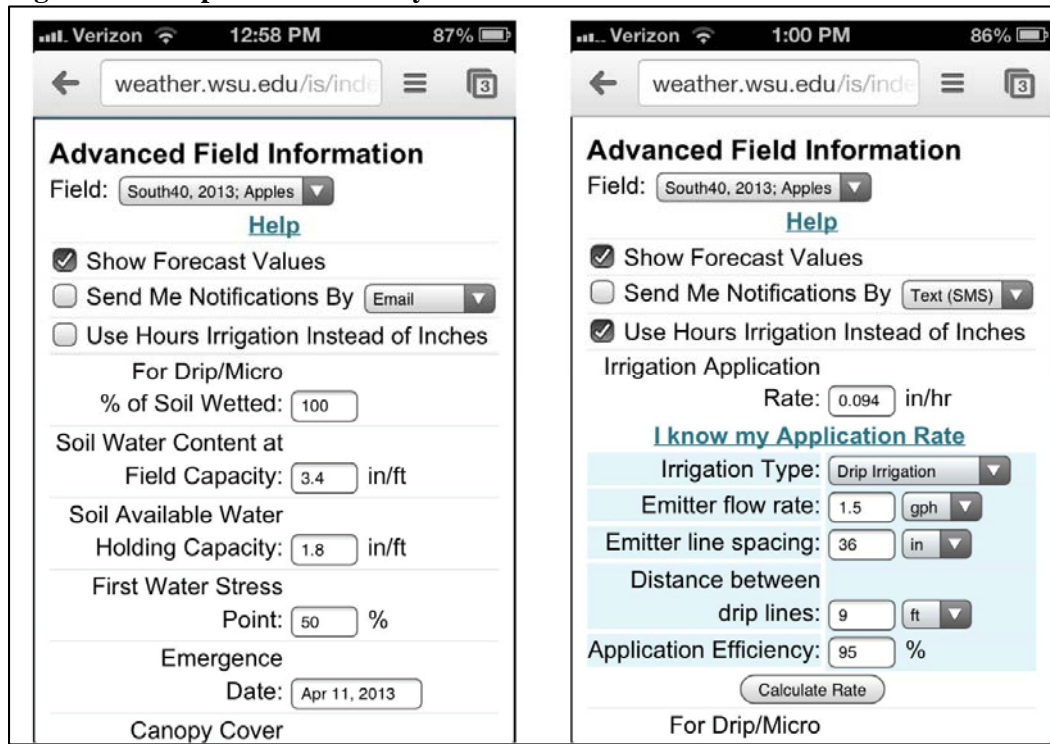 Verizon 12:58 PM 87%
weather.wsu.edu/is/inde
3
Advanced Field Information
Field: South40, 2013; Apples
Help
Show Forecast Values
Send Me Notifications By Email
Use Hours Irrigation Instead of Inches
For Drip/Micro
% of Soil Wetted: 100
Soil Water Content at
Field Capacity: 3.4 in/ft
Soil Available Water
Holding Capacity: 1.8 in/ft
First Water Stress
Point: 50 %
Emergence
Date: Apr 11, 2013
Canopy Cover
Verizon 1:00 PM 86%
weather.wsu.edu/is/inde
3
Advanced Field Information
Field: South40, 2013; Apples
Help
Show Forecast Values
Send Me Notifications By Text (SMS)
Use Hours Irrigation Instead of Inches
Irrigation Application
Rate: 0.094 in/hr
I know my Application Rate
Irrigation Type: Drip Irrigation
Emitter flow rate: 1.5 gph
Emitter line spacing: 36 in
Distance between
drip lines: 9 ft
Application Efficiency: 95 %
Calculate Rate
For Drip/Micro